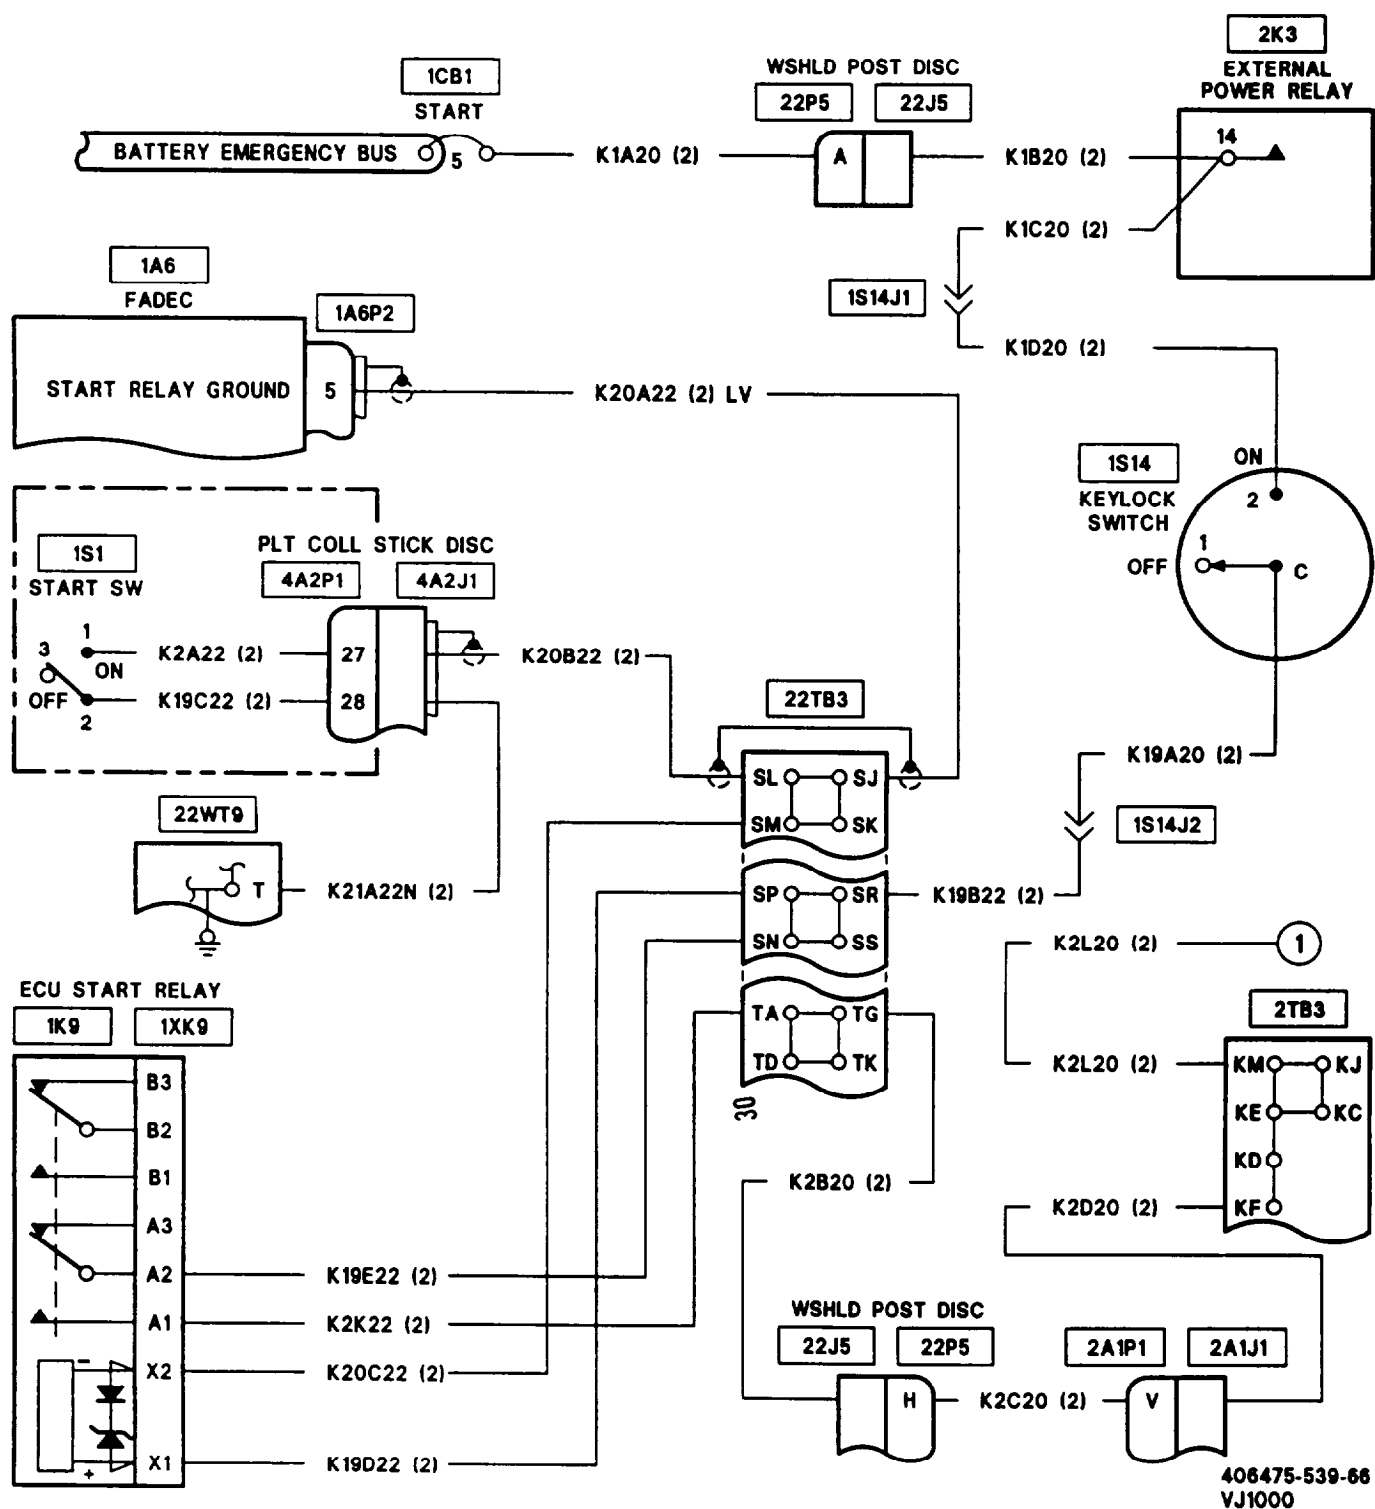 2K3
EXTERNAL
POWER RELAY
1CB1
START
WSHLD POST DISC
22P5
22J5
14
BATTERY EMERGENCY BUS
5
K1A20 (2)
A
K1B20 (2)
K1C20 (2)
1A6
FADEC
1A6P2
1S14J1
K1D20 (2)
START RELAY GROUND
5
K20A22 (2) LV
1S14
KEYLOCK
SWITCH
ON
2
1
OFF
C
1S1
START SW
PLT COLL STICK DISC
4A2P1
4A2J1
1
3
ON
OFF
2
K2A22 (2)
27
K20B22 (2)
K19C22 (2)
28
22TB3
K19A20 (2)
SL
SJ
SM
SK
1S14J2
22WT9
T
K21A22N (2)
SP
SR
K19B22 (2)
SN
SS
K2L20 (2)
1
ECU START RELAY
1K9
1XK9
TA
TG
TD
TK
30
2TB3
K2L20 (2)
KM
KJ
KE
KC
KD
KF
B3
B2
B1
A3
A2
A1
X2
X1
-
+
K2B20 (2)
K2D20 (2)
K19E22 (2)
K2K22 (2)
K20C22 (2)
K19D22 (2)
WSHLD POST DISC
22J5
22P5
2A1P1
2A1J1
H
K2C20 (2)
V
406475-539-66
VJ1000